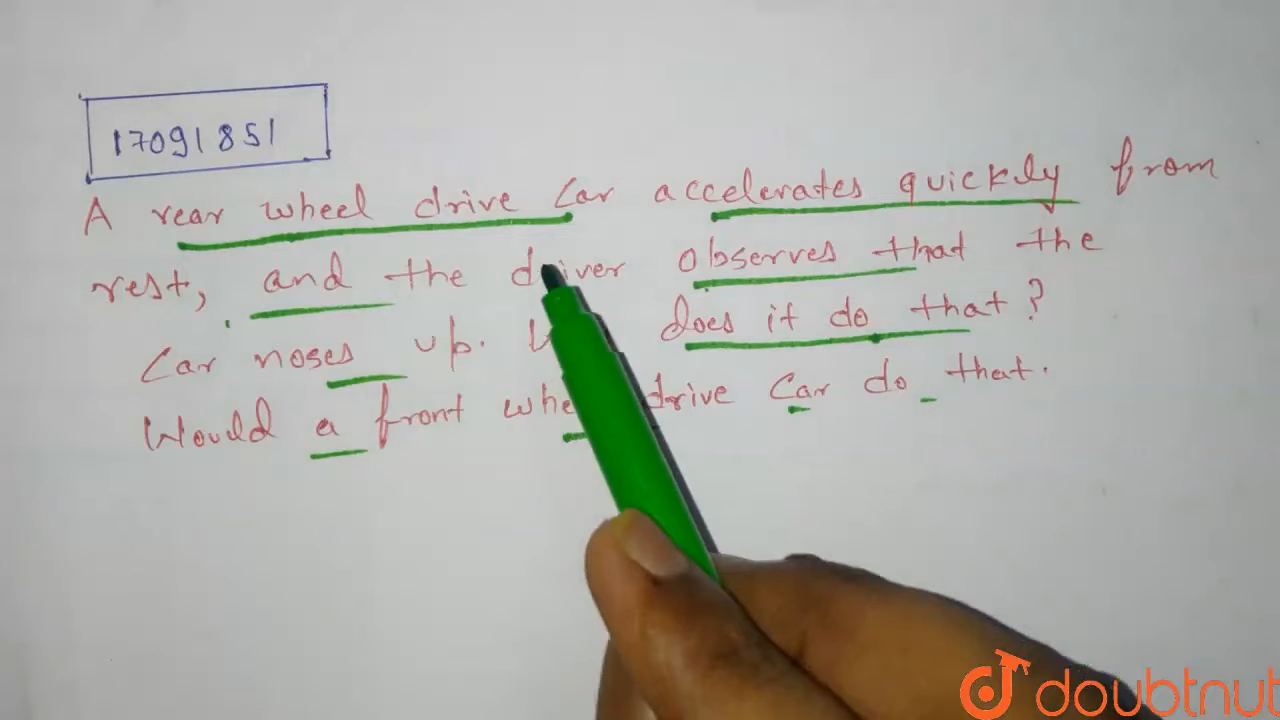 17091851
A rear wheel drive Car accelerates quickly from
rest, and the driver observes that the
Car noses up. does it do that?
Would a front drive Car do that.
doubtnut